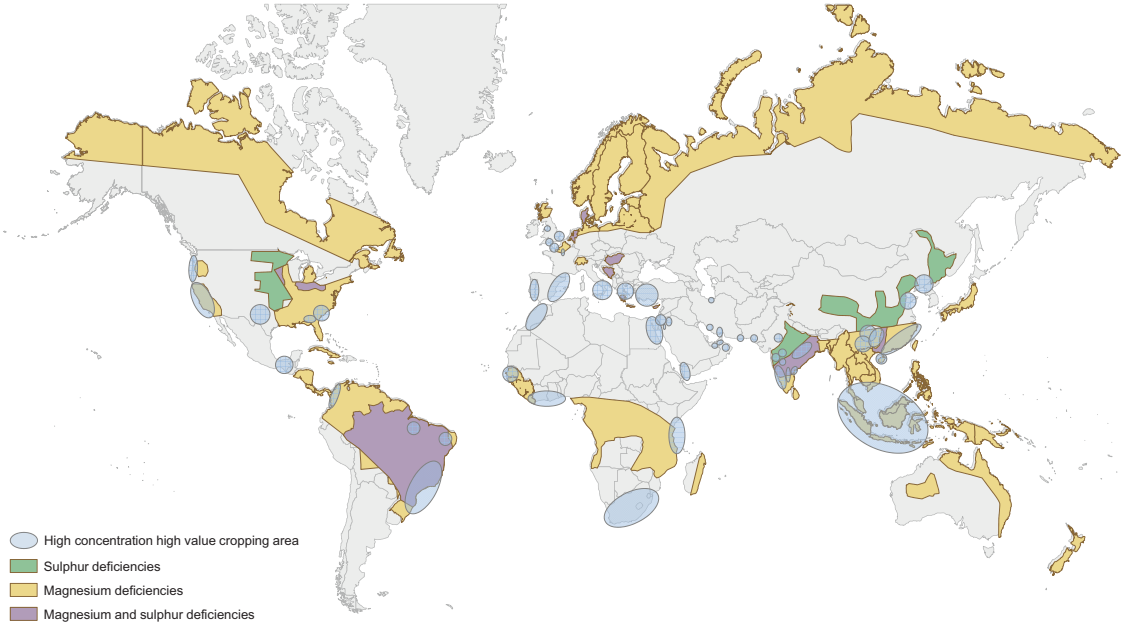 High concentration high value cropping area
Sulphur deficiencies
Magnesium deficiencies
Magnesium and sulphur deficiencies